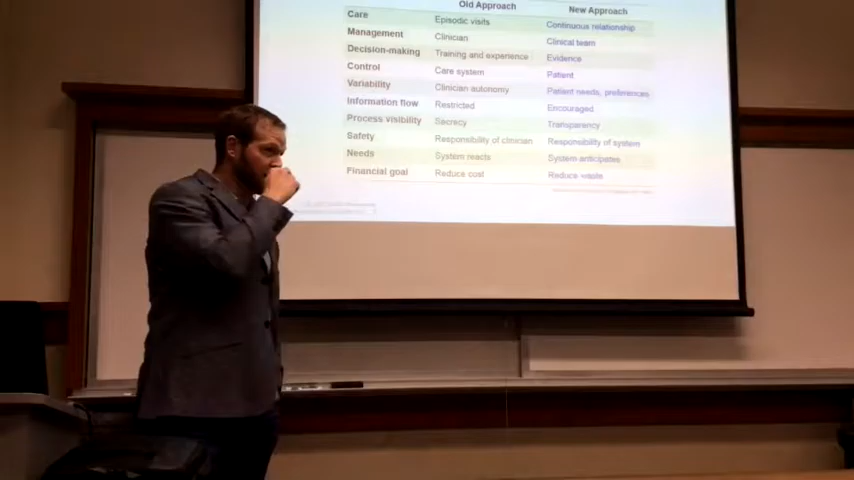 Old Approach New Approach
Care Episodic visits Continuous relationship
Management Clinician Clinical team
Decision-making Training and experience Evidence
Control Care system Patient
Variability Clinician autonomy Patient needs, preferences
Information flow Restricted Encouraged
Process visibility Secrecy Transparency
Safety Responsibility of clinician Responsibility of system
Needs System reacts System anticipates
Financial goal Reduce cost Reduce waste